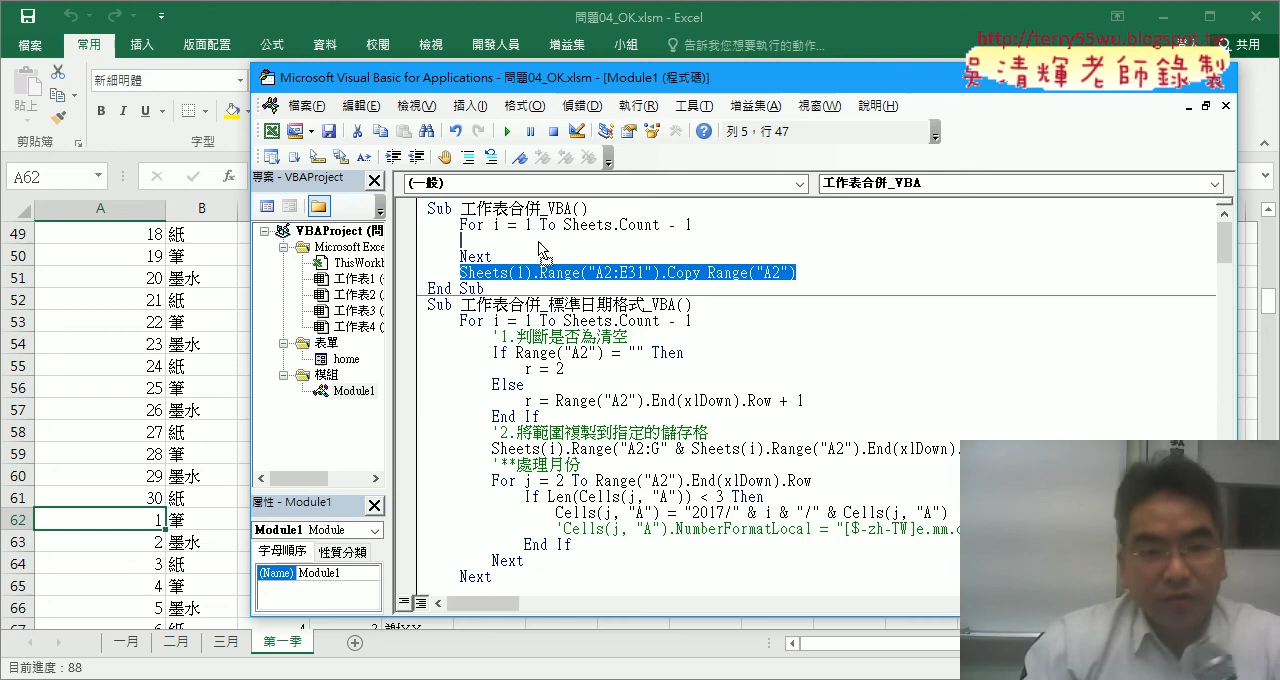 問題04_OK.xlsm - Excel
http://terry55wu.blogspot.tw
吳清輝老師錄製
檔案 常用 插入 版面配置 公式 資料 校閱 檢視 開發人員 增益集 小組 告訴我您想要執行的動作... 共用
貼上
新細明體
B I U
剪貼簿 字型
A62
fx
A B
49 18 紙
50 19 筆
51 20 墨水
52 21 紙
53 22 筆
54 23 墨水
55 24 紙
56 25 筆
57 26 墨水
58 27 紙
59 28 筆
60 29 墨水
61 30 紙
62 1 筆
63 2 墨水
64 3 紙
65 4 筆
66 5 墨水
一月 二月 三月 第一季
目前進度：88
Microsoft Visual Basic for Applications - 問題04_OK.xlsm - [Module1 (程式碼)]
檔案(F) 編輯(E) 檢視(V) 插入(I) 格式(O) 偵錯(D) 執行(R) 工具(T) 增益集(A) 視窗(W) 說明(H)
列 5，行 47
專案 - VBAProject
VBAProject (問
Microsoft Exce
ThisWorkb
工作表1 (
工作表2 (
工作表3 (
工作表4 (
表單
home
模組
Module1
屬性 - Module1
Module1 Module
字母順序 性質分類
(Name) Module1
(一般) 工作表合併_VBA
Sub 工作表合併_VBA()
For i = 1 To Sheets.Count - 1
Next
Sheets(1).Range("A2:E31").Copy Range("A2")
End Sub
Sub 工作表合併_標準日期格式_VBA()
For i = 1 To Sheets.Count - 1
'1.判斷是否為清空
If Range("A2") = "" Then
r = 2
Else
r = Range("A2").End(xlDown).Row + 1
End If
'2.將範圍複製到指定的儲存格
Sheets(i).Range("A2:G" & Sheets(i).Range("A2").End(xlDown).
'**處理月份
For j = 2 To Range("A2").End(xlDown).Row
If Len(Cells(j, "A")) < 3 Then
Cells(j, "A") = "2017/" & i & "/" & Cells(j, "A")
'Cells(j, "A").NumberFormatLocal = "[$-zh-TW]e.mm.d
End If
Next
Next